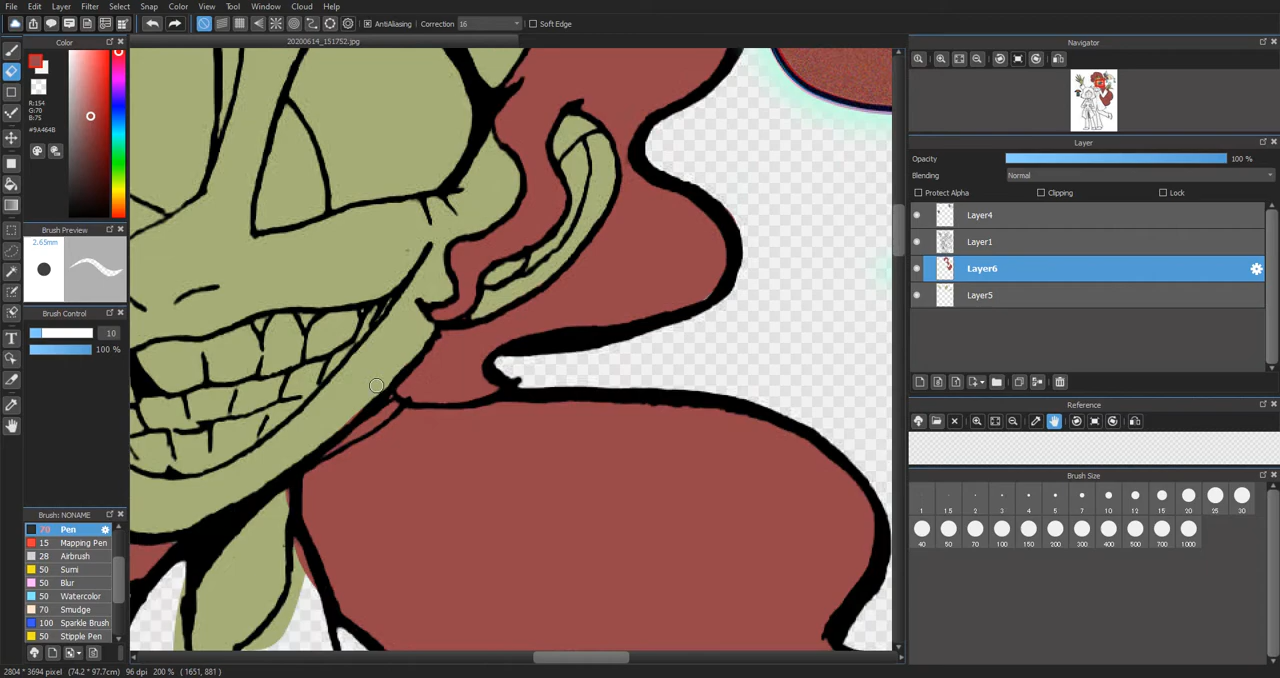 File Edit Layer Filter Select Snap Color View Tool Window Cloud Help
AntiAliasing Correction 16 Soft Edge
20200614_151752.jpg
Color
R:154
G:70
B:75
#9A464B
Brush Preview
2.65mm
Brush Control
10
100 %
Brush: NONAME
70 Pen
15 Mapping Pen
28 Airbrush
50 Sumi
50 Blur
50 Watercolor
70 Smudge
100 Sparkle Brush
50 Stipple Pen
2804 * 3694 pixel (74.2 * 97.7cm) 96 dpi 200 % ( 1651, 881 )
Navigator
Layer
Opacity 100 %
Blending Normal
Protect Alpha Clipping Lock
Layer4
Layer1
Layer6
Layer5
Reference
Brush Size
1 1.5 2 3 4 5 7 10 12 15 20 25 30
40 50 70 100 150 200 300 400 500 700 1000